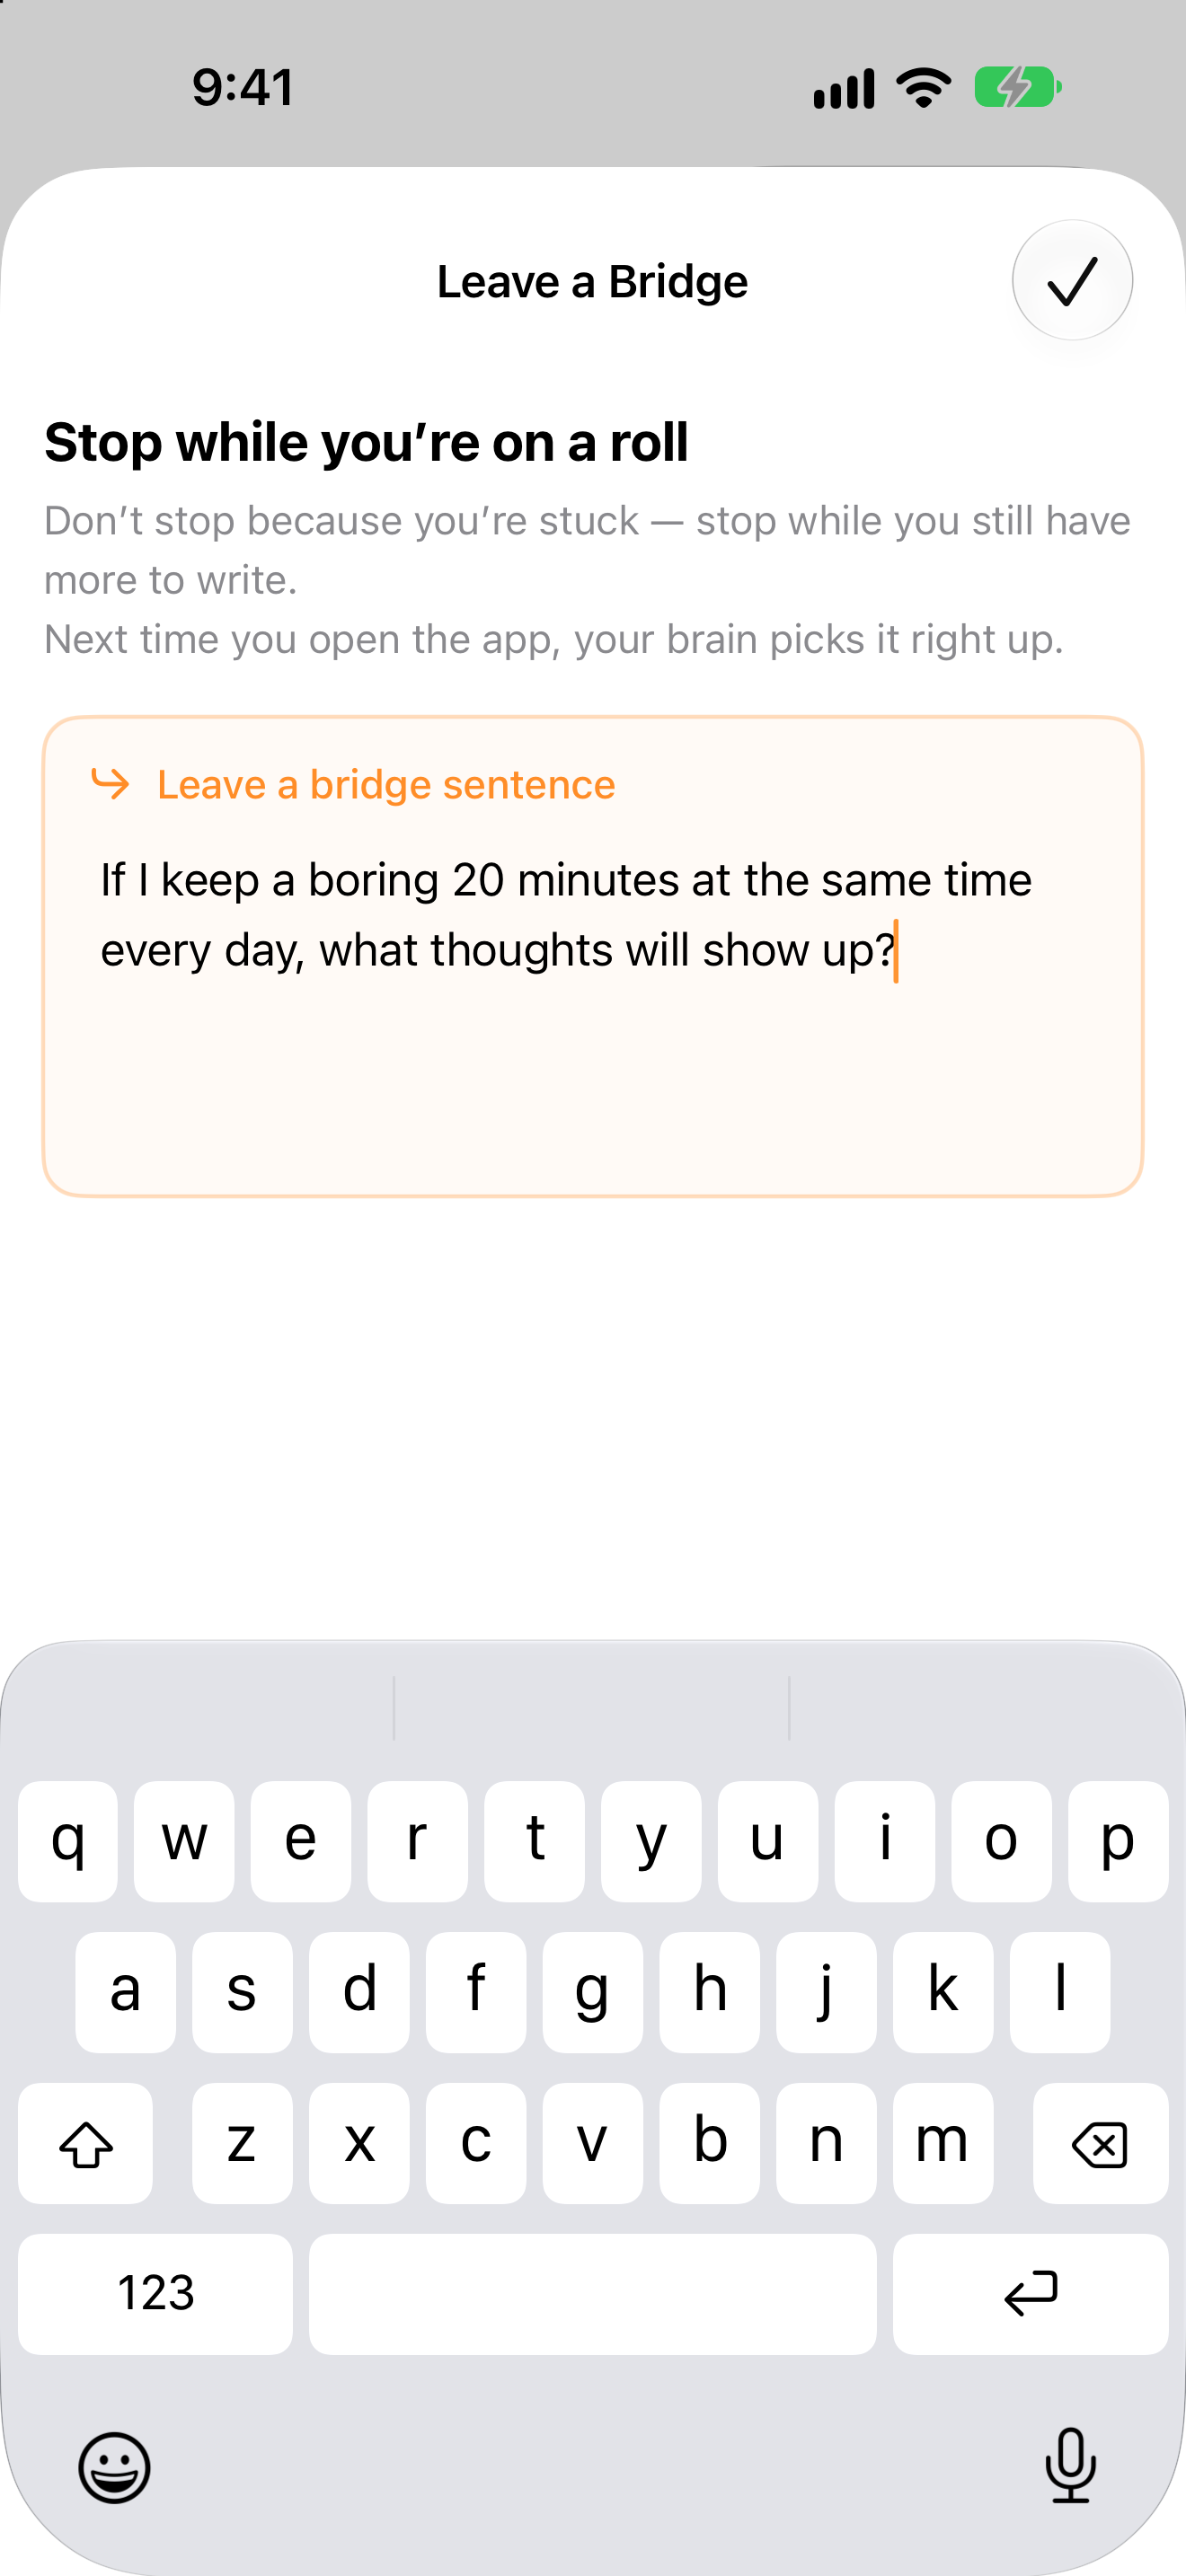 9:41
Leave a Bridge
Stop while you’re on a roll
Don’t stop because you’re stuck — stop while you still have
more to write.
Next time you open the app, your brain picks it right up.
Leave a bridge sentence
If I keep a boring 20 minutes at the same time
every day, what thoughts will show up?
q w e r t y u i o p
a s d f g h j k l
z x c v b n m
123